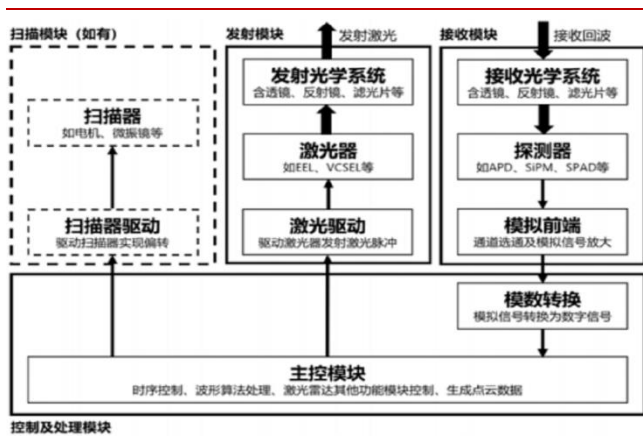 扫描模块（如有）
扫描器
如电机、微振镜等
扫描器驱动
驱动扫描器实现偏转
发射模块
发射激光
发射光学系统
含透镜、反射镜、滤光片等
激光器
如EEL、VCSEL等
激光驱动
驱动激光器发射激光脉冲
接收模块
接收回波
接收光学系统
含透镜、反射镜、滤光片等
探测器
如APD、SiPM、SPAD等
模拟前端
通道选通及模拟信号放大
模数转换
模拟信号转换为数字信号
主控模块
时序控制、波形算法处理、激光雷达其他功能模块控制、生成点云数据
控制及处理模块